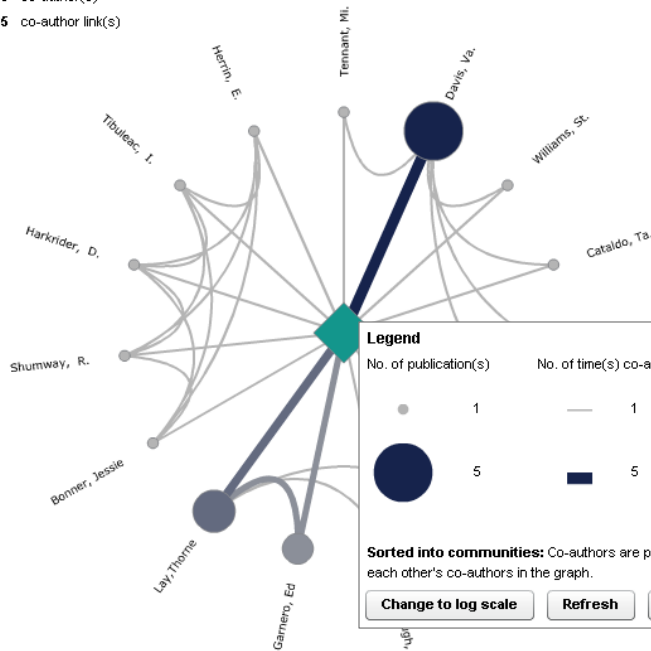 5 co-author link(s)
Tennant, Mi.
Davis, Va.
Herrin, E.
Williams, St.
Tibuleac, I.
Harkrider, D.
Cataldo, Ta.
Shumway, R.
Bonner, Jessie
Lay, Thorne
Garnero, Ed
Legend
No. of publication(s) No. of time(s) co-a
1 1
5 5
Sorted into communities: Co-authors are p
each other's co-authors in the graph.
Change to log scale Refresh